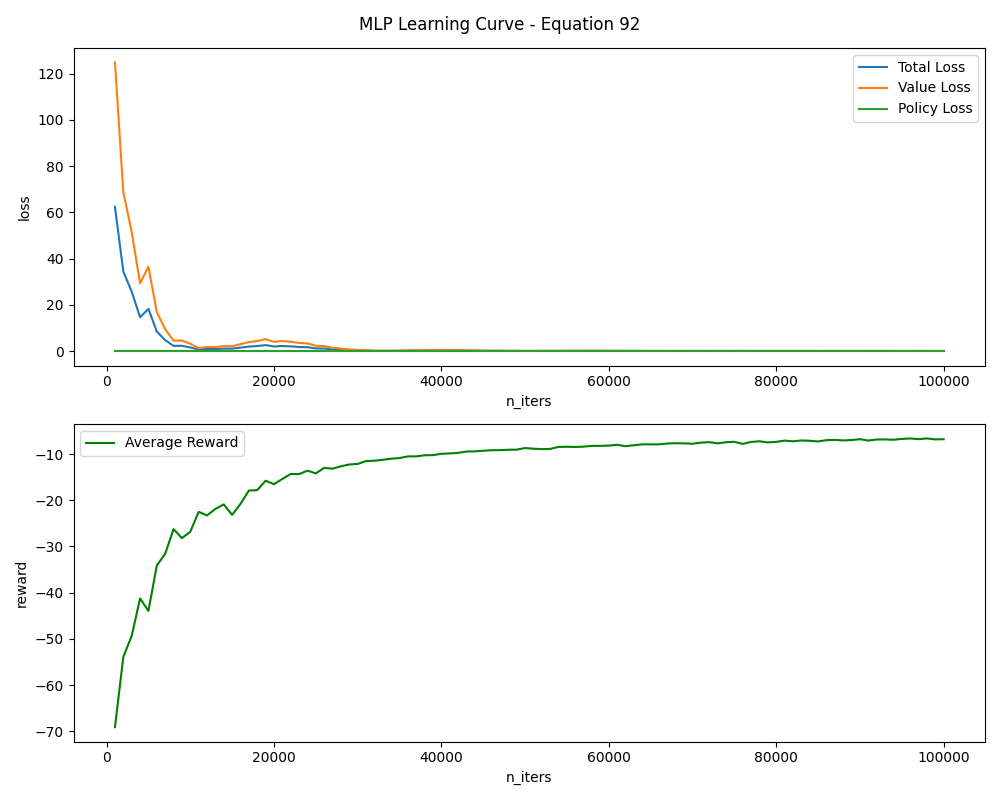 MLP Learning Curve - Equation 92
120
100
80
60
40
20
0
loss
Total Loss
Value Loss
Policy Loss
0 20000 40000 60000 80000 100000
n_iters
Average Reward
−10
−20
−30
−40
−50
−60
−70
reward
0 20000 40000 60000 80000 100000
n_iters